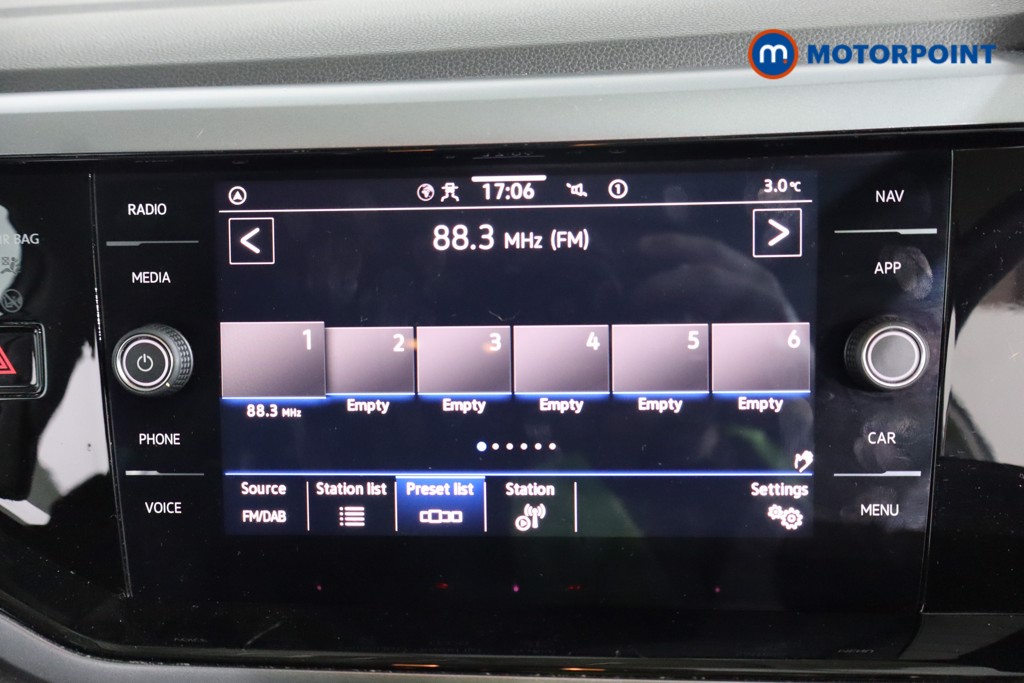 m MOTORPOINT
RADIO
MEDIA
PHONE
VOICE
17:06
1
3.0°C
88.3 MHz (FM)
1
2
3
4
5
6
88.3 MHz
Empty
Empty
Empty
Empty
Empty
Source
FM/DAB
Station list
Preset list
Station
Settings
NAV
APP
CAR
MENU
BAG